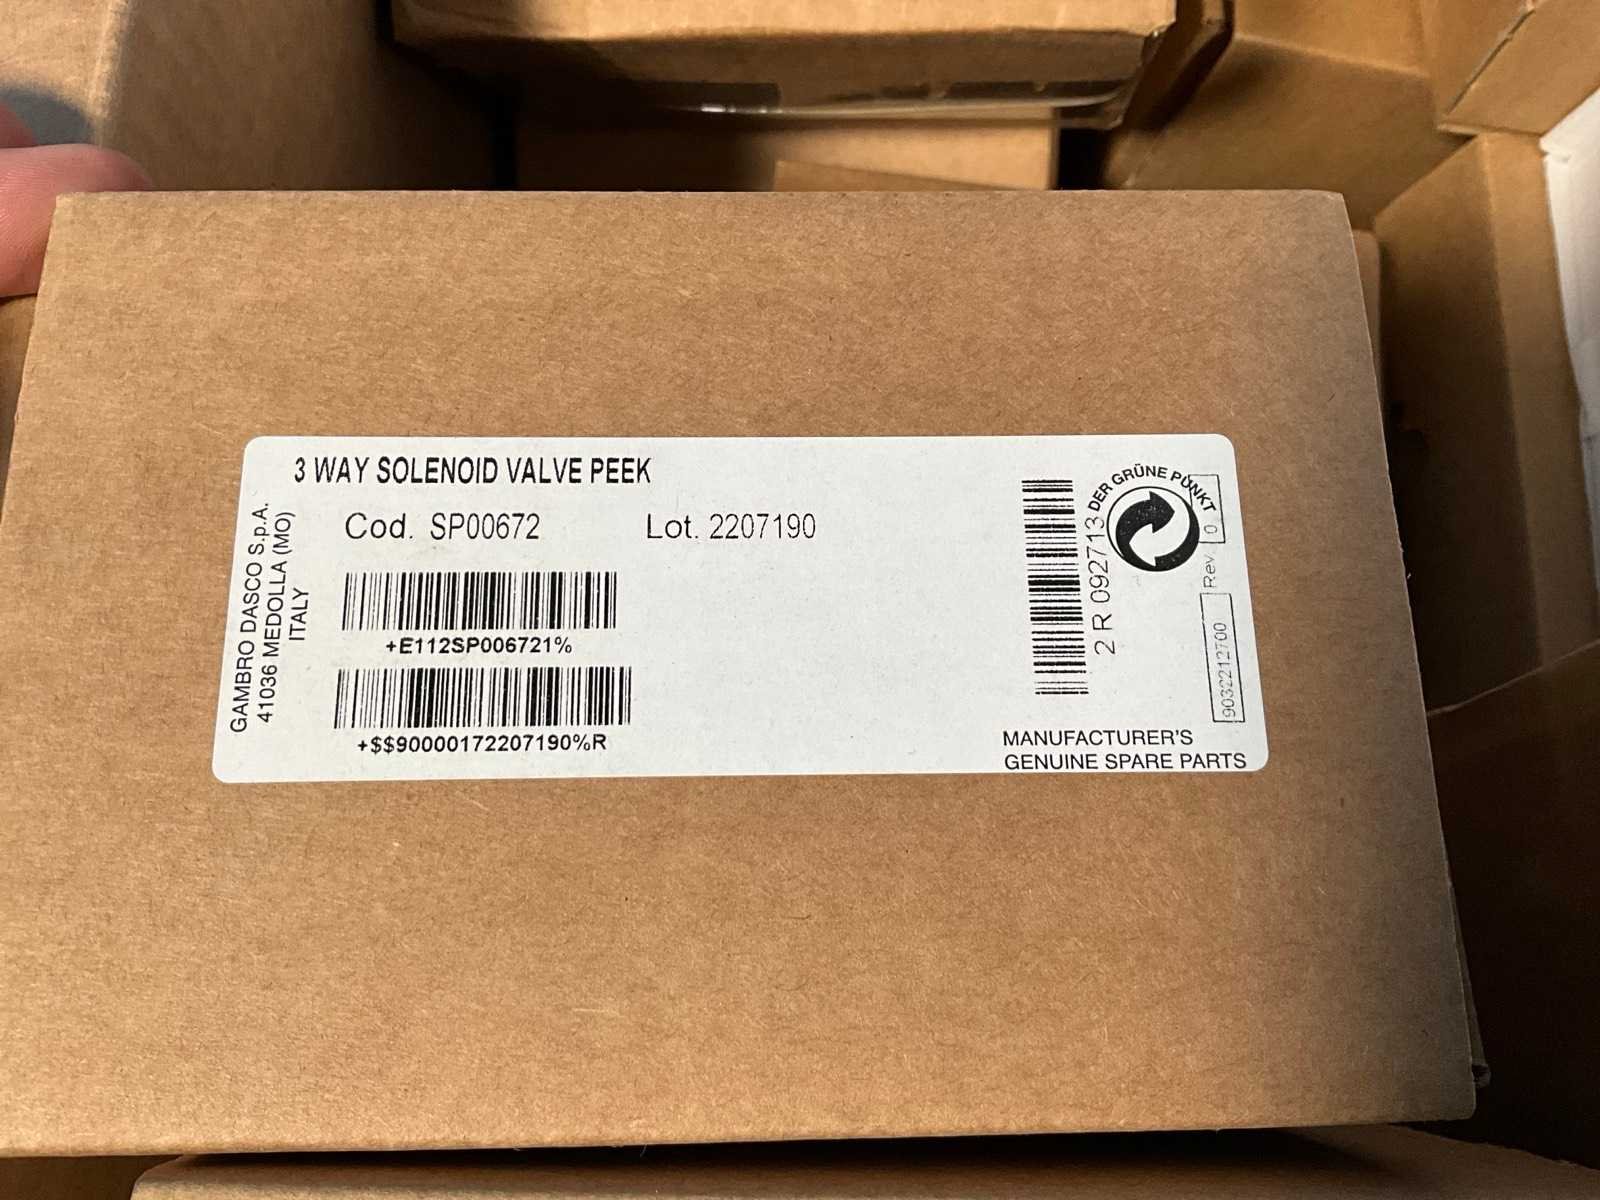 3 WAY SOLENOID VALVE PEEK
Cod. SP00672
Lot. 2207190
+E112SP006721%
+$$90000172207190%R
GAMBRO DASCO S.p.A.
41036 MEDOLLA (MO)
ITALY
2 R 092713
DER GRÜNE PUNKT
9032212700
Rev. 0
MANUFACTURER'S
GENUINE SPARE PARTS